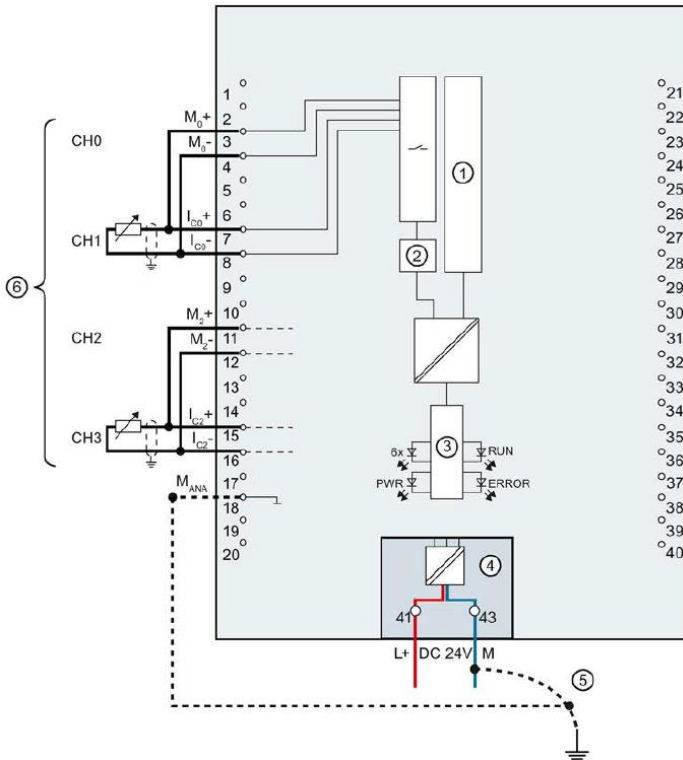 1
2
3
4
5
6
7
8
9
10
11
12
13
14
15
16
17
18
19
20
M0+
M0-
CH0
IC0+
CH1
IC0-
⑥
M2+
CH2
M2-
IC2+
CH3
IC2-
MANA
①
②
③
6x
RUN
PWR
ERROR
④
41
43
L+ DC 24V M
⑤
21
22
23
24
25
26
27
28
29
30
31
32
33
34
35
36
37
38
39
40